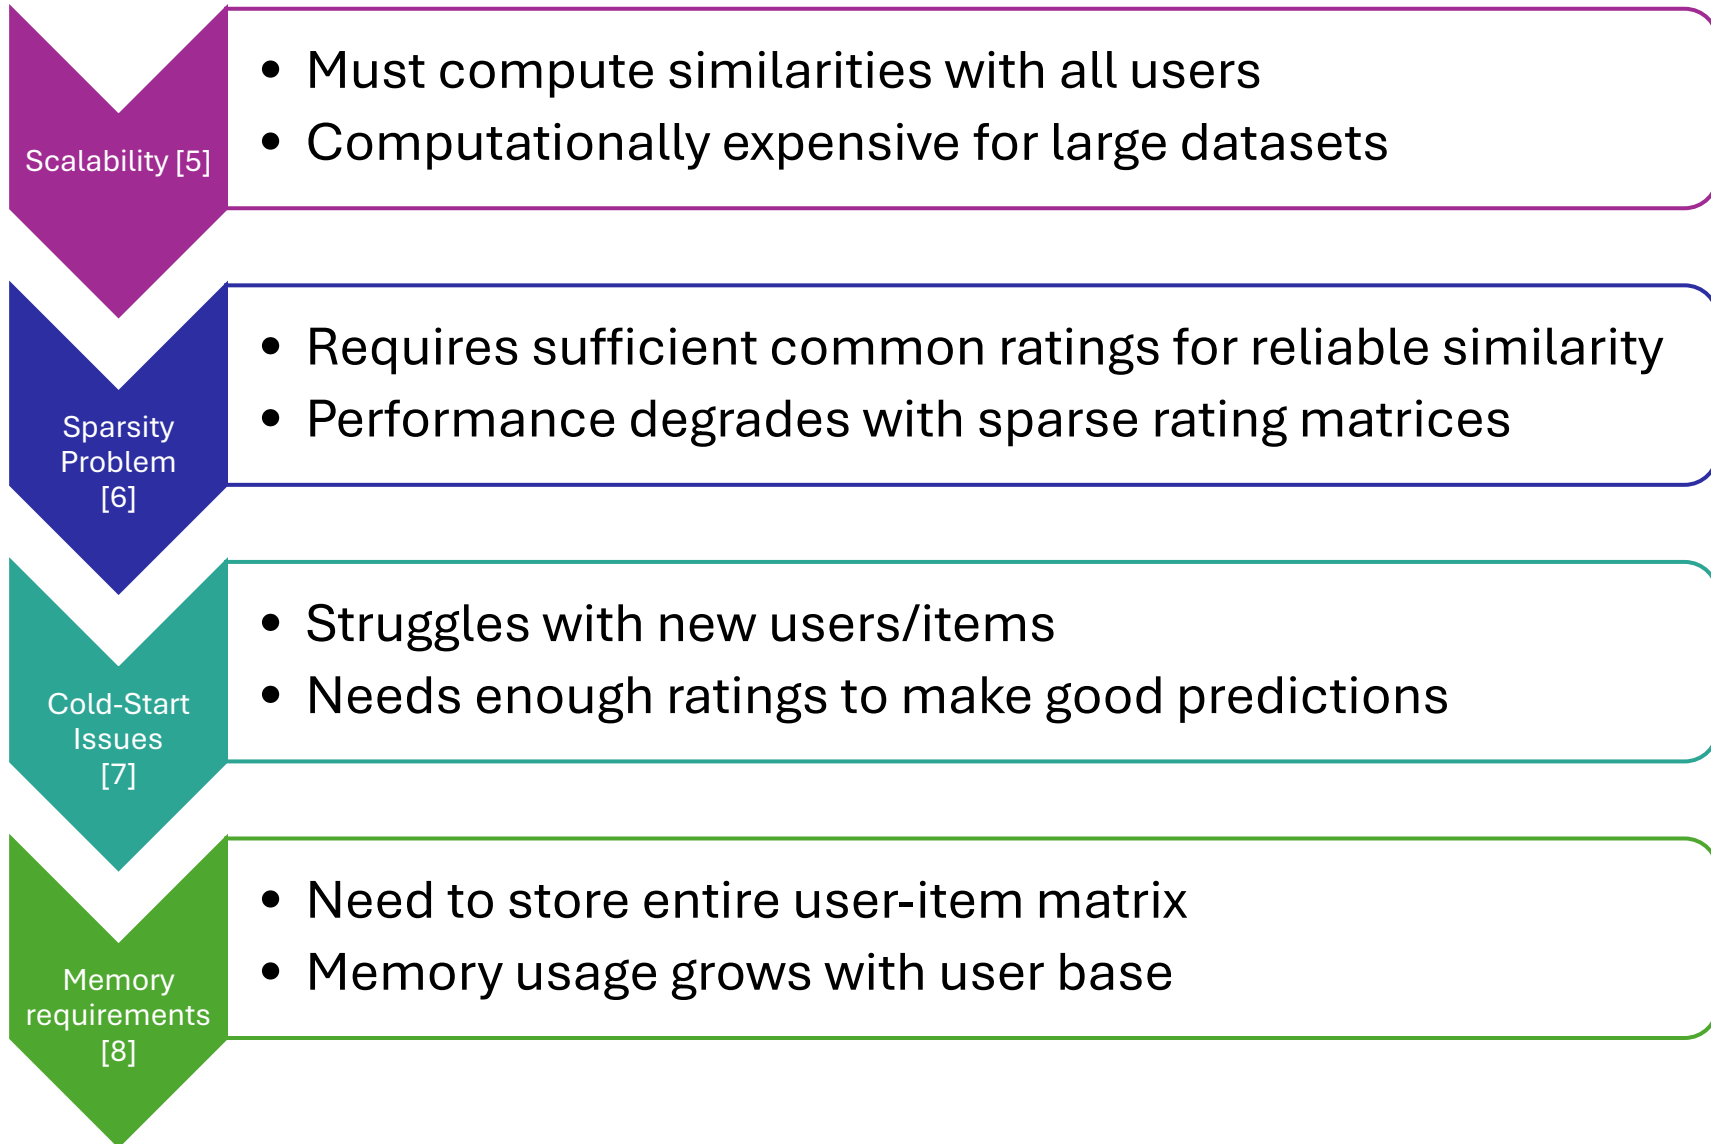 Scalability [5]
• Must compute similarities with all users
• Computationally expensive for large datasets
Sparsity
Problem
[6]
• Requires sufficient common ratings for reliable similarity
• Performance degrades with sparse rating matrices
Cold-Start
Issues
[7]
• Struggles with new users/items
• Needs enough ratings to make good predictions
Memory
requirements
[8]
• Need to store entire user-item matrix
• Memory usage grows with user base